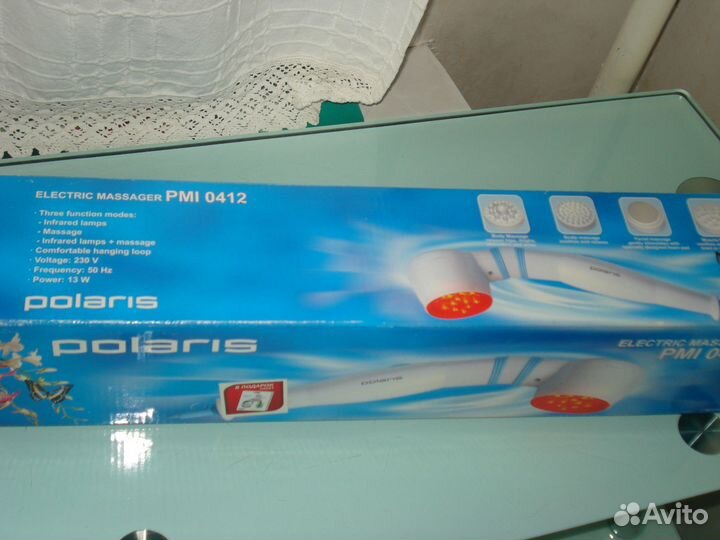 ELECTRIC MASSAGER PMI 0412
· Three function modes:
- Infrared lamps
- Massage
- Infrared lamps + massage
· Comfortable hanging loop
· Voltage: 230 V
· Frequency: 50 Hz
· Power: 13 W
polaris
polaris
polaris
ELECTRIC MAS
PMI 0
polaris
В ПОДАРОК
Avito